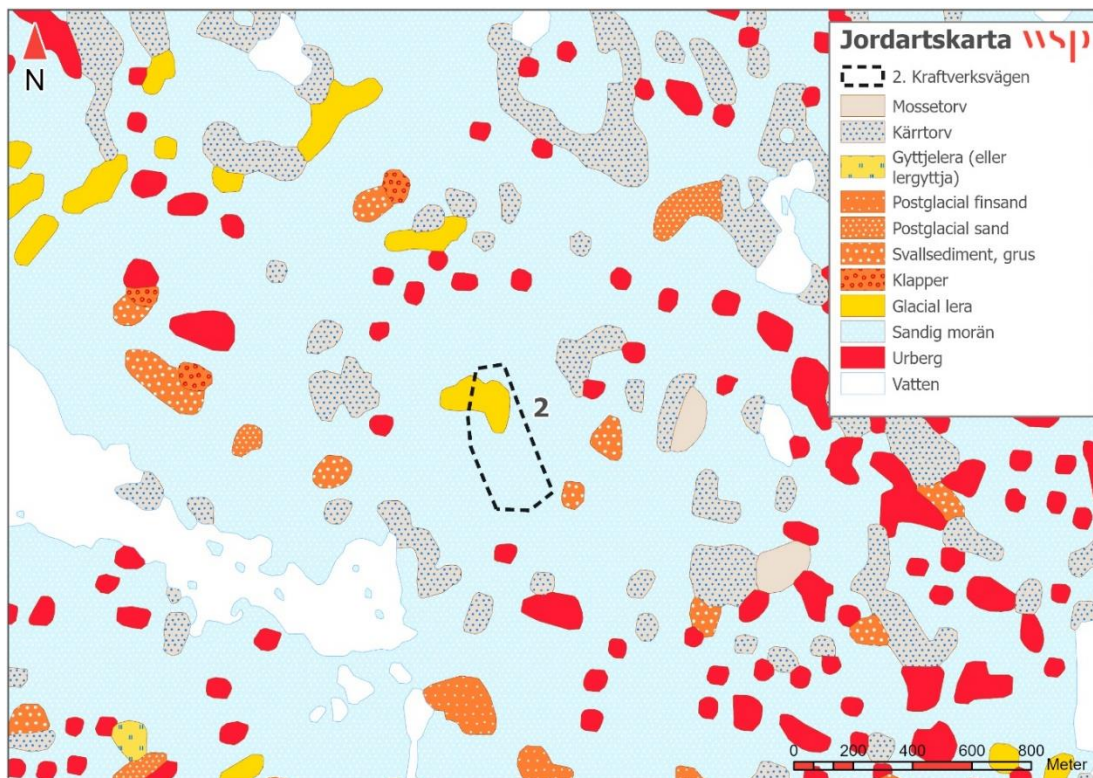 N
Jordartskarta wsp
2. Kraftverksvägen
Mossetorv
Kärrtorv
Gyttjelera (eller
lergyttja)
Postglacial finsand
Postglacial sand
Svallsediment, grus
Klapper
Glacial lera
Sandig morän
Urberg
Vatten
2
0 200 400 600 800
Meter